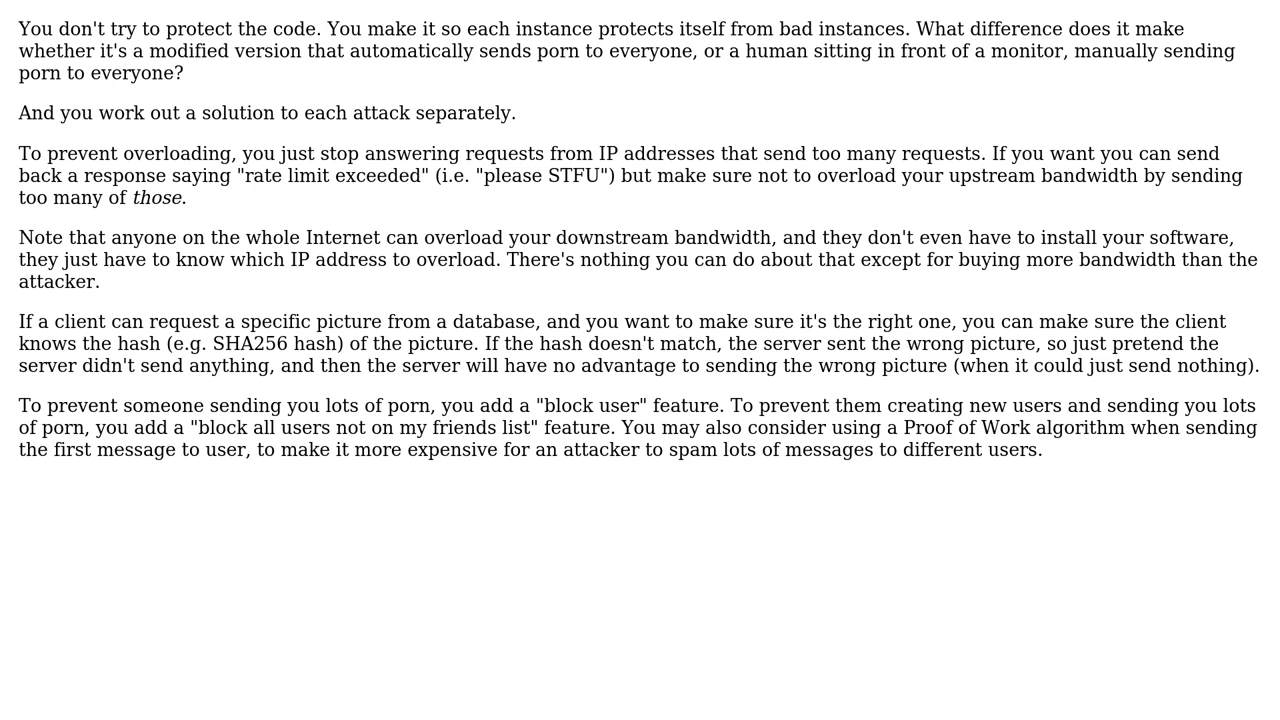 You don't try to protect the code. You make it so each instance protects itself from bad instances. What difference does it make
whether it's a modified version that automatically sends porn to everyone, or a human sitting in front of a monitor, manually sending
porn to everyone?
And you work out a solution to each attack separately.
To prevent overloading, you just stop answering requests from IP addresses that send too many requests. If you want you can send
back a response saying "rate limit exceeded" (i.e. "please STFU") but make sure not to overload your upstream bandwidth by sending
too many of those.
Note that anyone on the whole Internet can overload your downstream bandwidth, and they don't even have to install your software,
they just have to know which IP address to overload. There's nothing you can do about that except for buying more bandwidth than the
attacker.
If a client can request a specific picture from a database, and you want to make sure it's the right one, you can make sure the client
knows the hash (e.g. SHA256 hash) of the picture. If the hash doesn't match, the server sent the wrong picture, so just pretend the
server didn't send anything, and then the server will have no advantage to sending the wrong picture (when it could just send nothing).
To prevent someone sending you lots of porn, you add a "block user" feature. To prevent them creating new users and sending you lots
of porn, you add a "block all users not on my friends list" feature. You may also consider using a Proof of Work algorithm when sending
the first message to user, to make it more expensive for an attacker to spam lots of messages to different users.